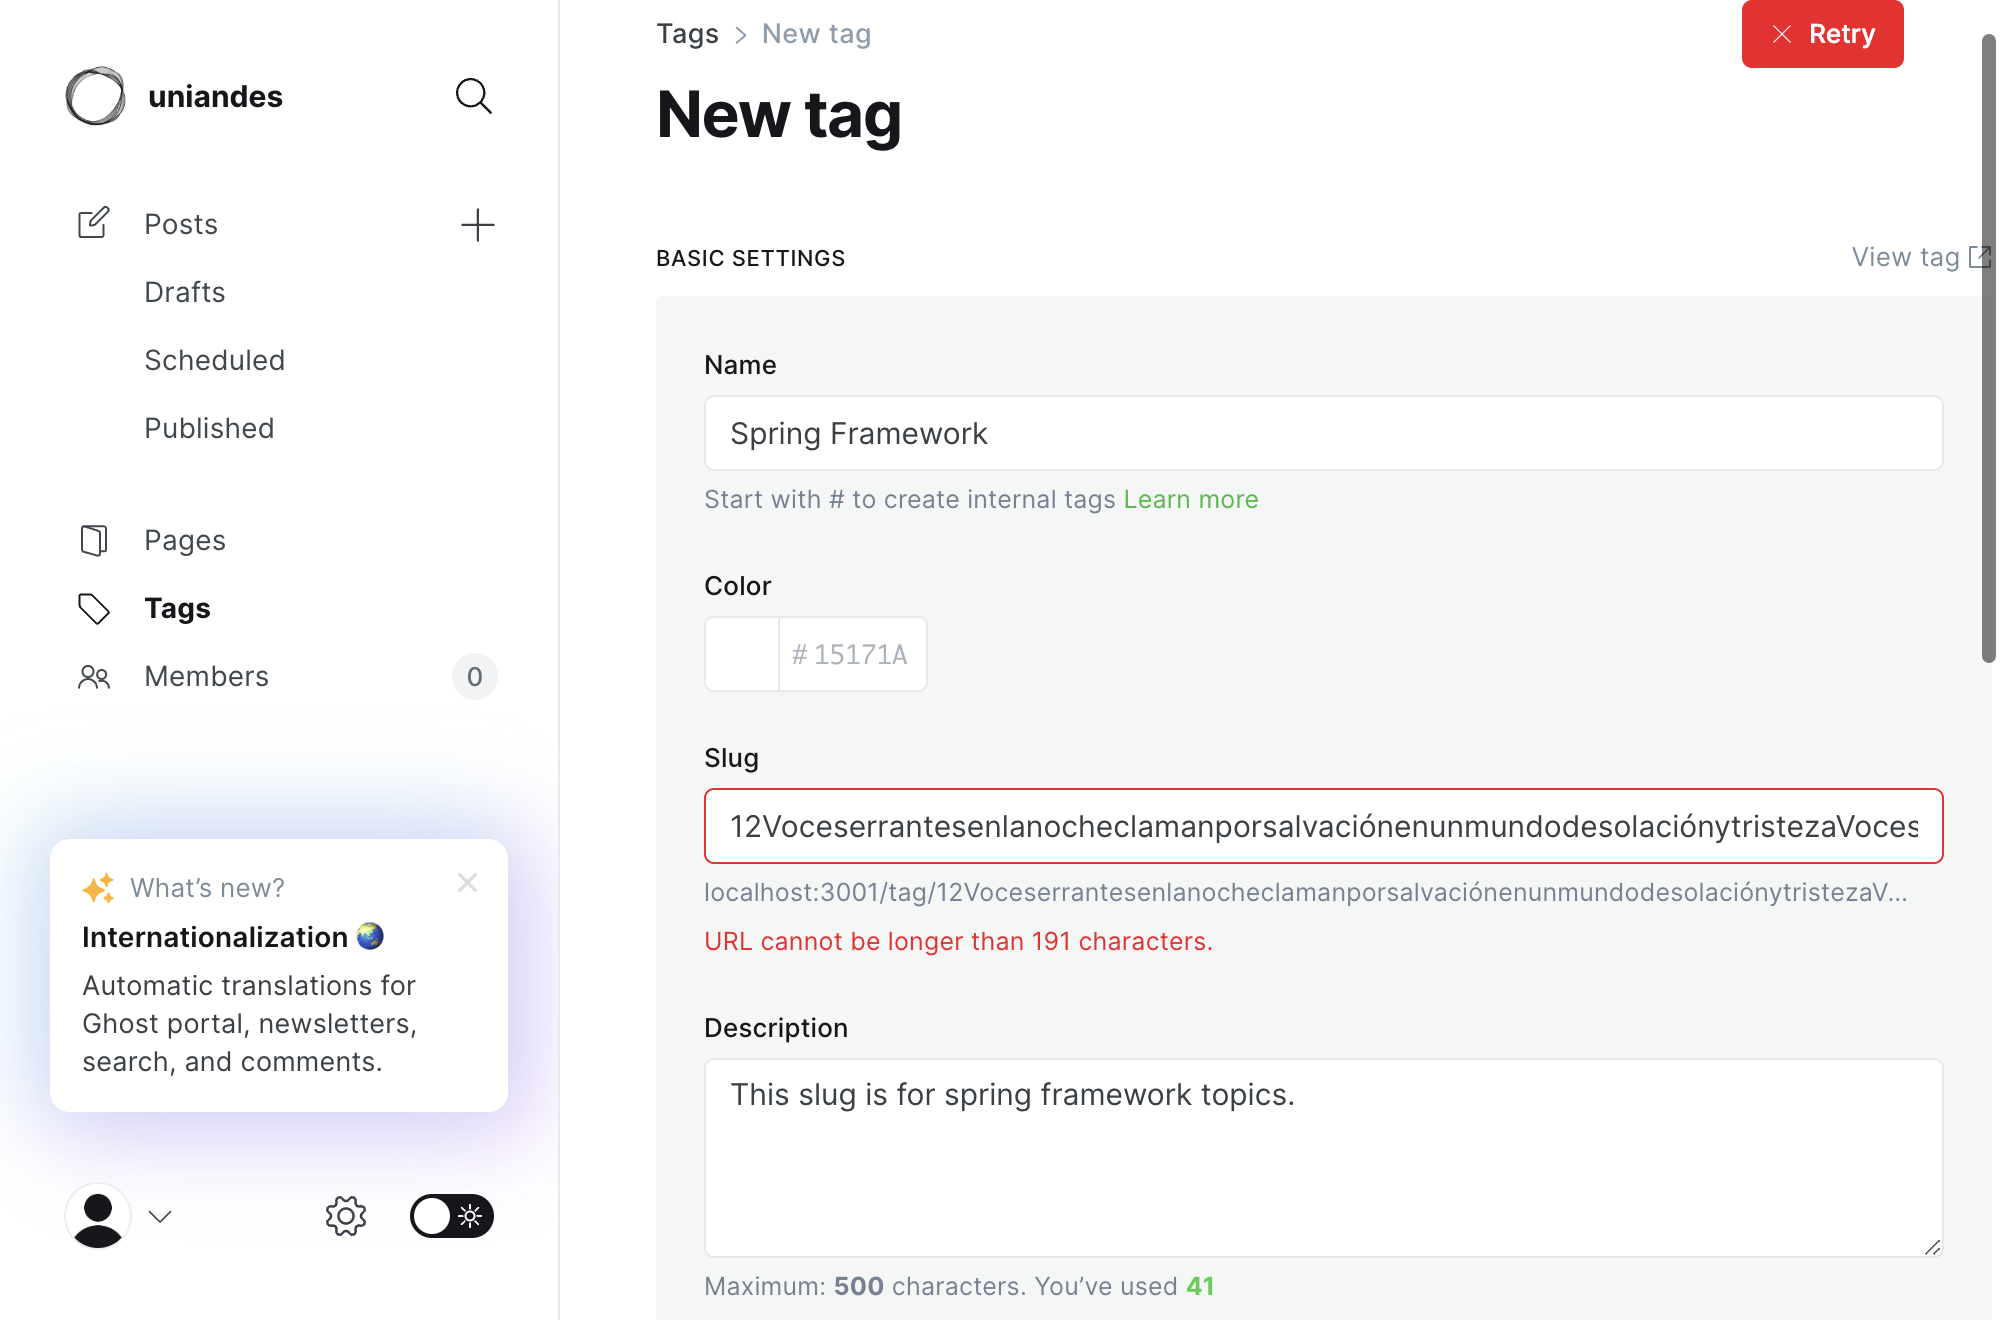 uniandes
Posts
Drafts
Scheduled
Published
Pages
Tags
Members
0
What’s new?
Internationalization
Automatic translations for
Ghost portal, newsletters,
search, and comments.
Tags > New tag
Retry
New tag
BASIC SETTINGS
View tag
Name
Spring Framework
Start with # to create internal tags Learn more
Color
# 15171A
Slug
12VoceserrantesenlanocheclamanporsalvaciónenunmundodesolaciónytristezaVoces
localhost:3001/tag/12VoceserrantesenlanocheclamanporsalvaciónenunmundodesolaciónytristezaV...
URL cannot be longer than 191 characters.
Description
This slug is for spring framework topics.
Maximum: 500 characters. You’ve used 41